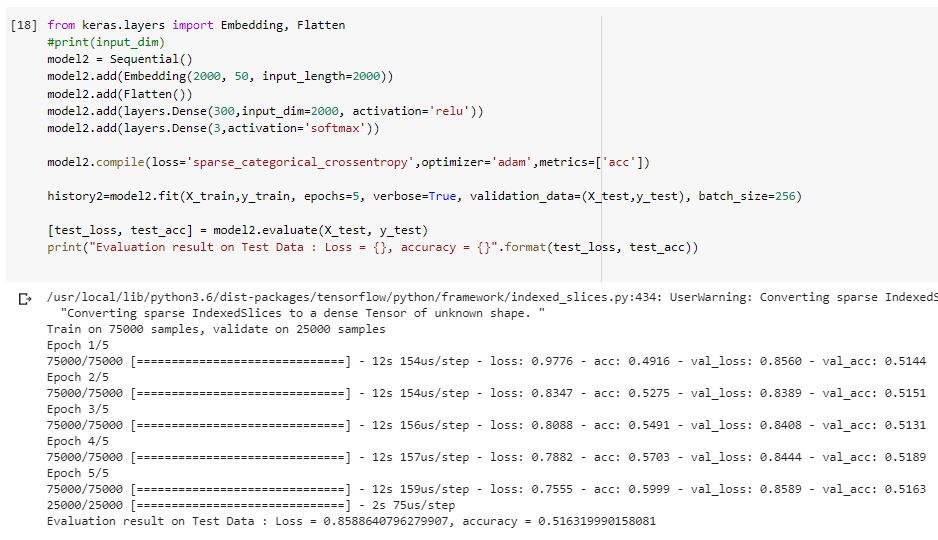 [18] from keras.layers import Embedding, Flatten
#print(input_dim)
model2 = Sequential()
model2.add(Embedding(2000, 50, input_length=2000))
model2.add(Flatten())
model2.add(layers.Dense(300,input_dim=2000, activation='relu'))
model2.add(layers.Dense(3,activation='softmax'))
model2.compile(loss='sparse_categorical_crossentropy',optimizer='adam',metrics=['acc'])
history2=model2.fit(X_train,y_train, epochs=5, verbose=True, validation_data=(X_test,y_test), batch_size=256)
[test_loss, test_acc] = model2.evaluate(X_test, y_test)
print("Evaluation result on Test Data : Loss = {}, accuracy = {}".format(test_loss, test_acc))
/usr/local/lib/python3.6/dist-packages/tensorflow/python/framework/indexed_slices.py:434: UserWarning: Converting sparse IndexedS
"Converting sparse IndexedSlices to a dense Tensor of unknown shape. "
Train on 75000 samples, validate on 25000 samples
Epoch 1/5
75000/75000 [==============================] - 12s 154us/step - loss: 0.9776 - acc: 0.4916 - val_loss: 0.8560 - val_acc: 0.5144
Epoch 2/5
75000/75000 [==============================] - 12s 154us/step - loss: 0.8347 - acc: 0.5275 - val_loss: 0.8389 - val_acc: 0.5151
Epoch 3/5
75000/75000 [==============================] - 12s 156us/step - loss: 0.8088 - acc: 0.5491 - val_loss: 0.8408 - val_acc: 0.5131
Epoch 4/5
75000/75000 [==============================] - 12s 157us/step - loss: 0.7882 - acc: 0.5703 - val_loss: 0.8444 - val_acc: 0.5189
Epoch 5/5
75000/75000 [==============================] - 12s 159us/step - loss: 0.7555 - acc: 0.5999 - val_loss: 0.8589 - val_acc: 0.5163
25000/25000 [==============================] - 2s 75us/step
Evaluation result on Test Data : Loss = 0.8588640796279907, accuracy = 0.516319990158081